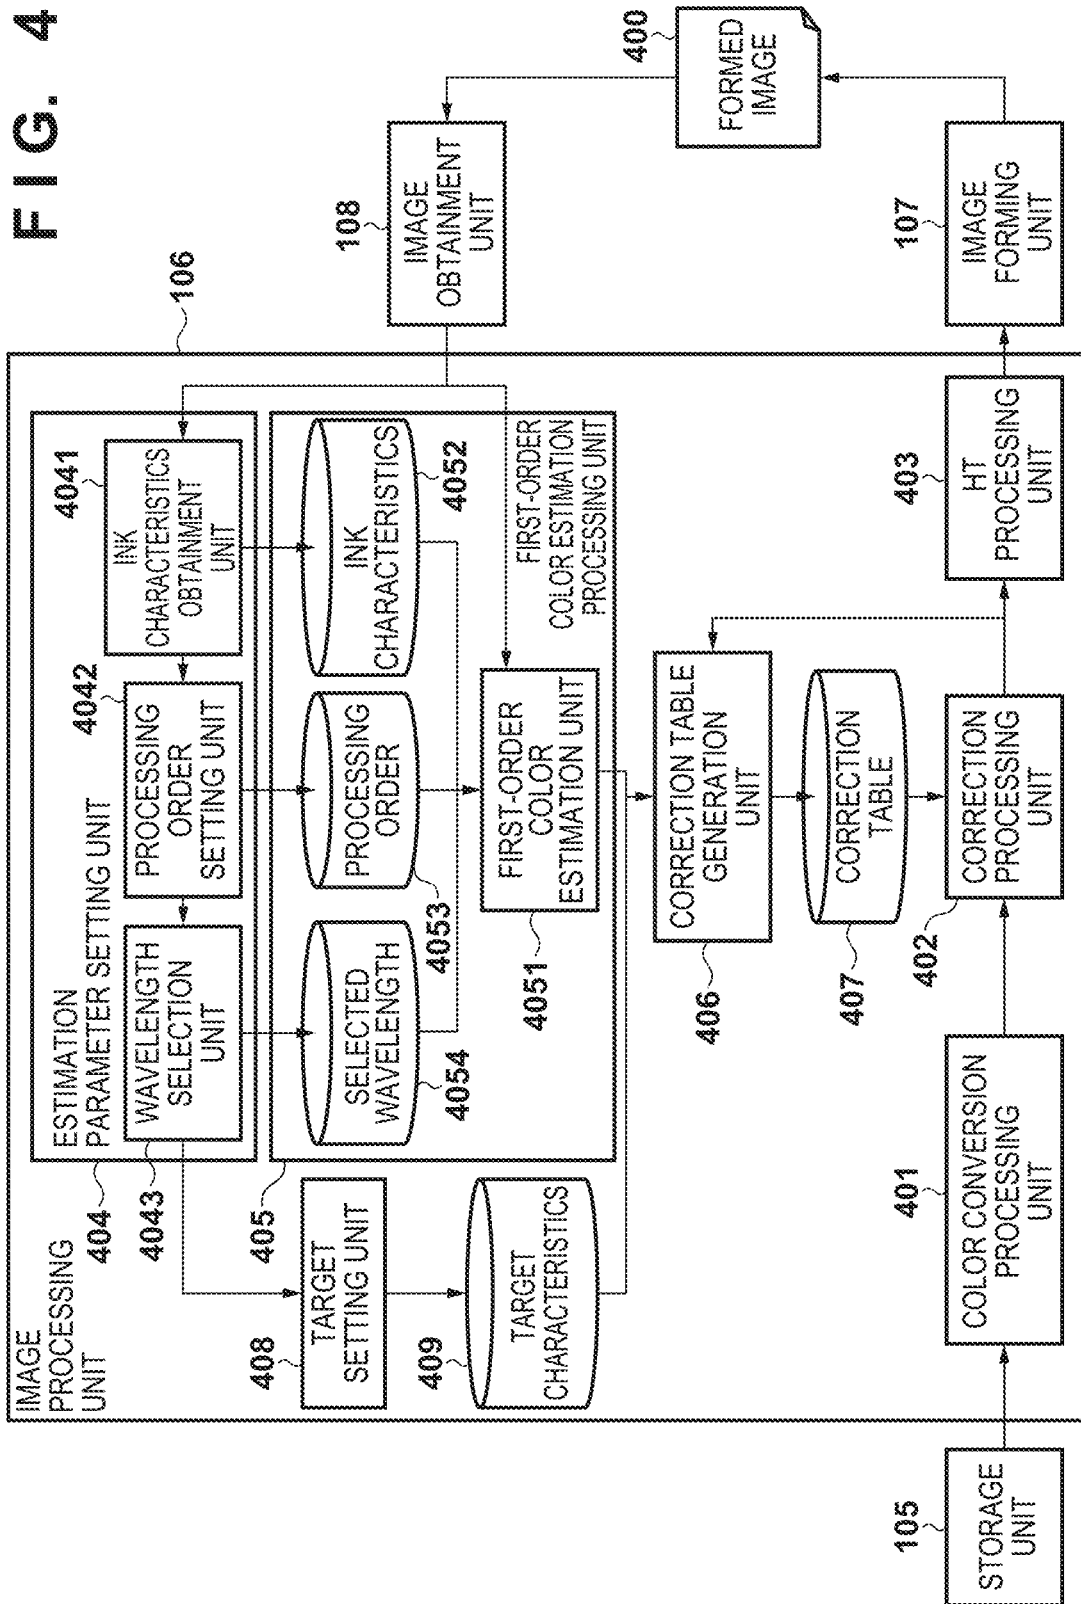 FIG. 4
IMAGE
PROCESSING
UNIT
106
404
ESTIMATION
PARAMETER SETTING UNIT
4043
WAVELENGTH
SELECTION
UNIT
4042
PROCESSING
ORDER
SETTING UNIT
4041
INK
CHARACTERISTICS
OBTAINMENT
UNIT
108
IMAGE
OBTAINMENT
UNIT
400
FORMED
IMAGE
408
TARGET
SETTING UNIT
409
TARGET
CHARACTERISTICS
405
SELECTED
WAVELENGTH
4054
PROCESSING
ORDER
4053
INK
CHARACTERISTICS
4052
FIRST-ORDER
COLOR
ESTIMATION UNIT
4051
FIRST-ORDER
COLOR ESTIMATION
PROCESSING UNIT
CORRECTION TABLE
GENERATION
UNIT
406
CORRECTION
TABLE
407
105
STORAGE
UNIT
401
COLOR CONVERSION
PROCESSING
UNIT
402
CORRECTION
PROCESSING
UNIT
403
HT
PROCESSING
UNIT
107
IMAGE
FORMING
UNIT